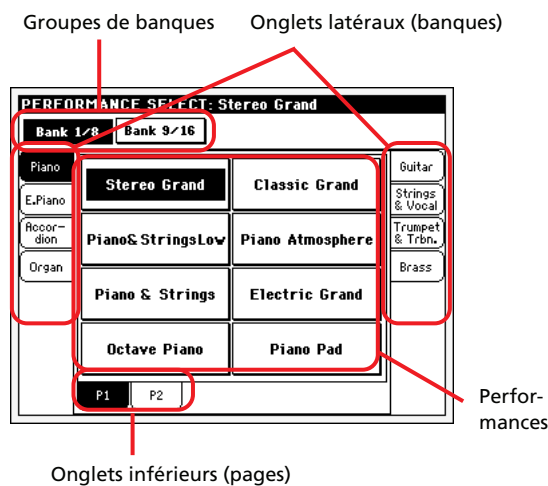 Groupes de banques
Onglets latéraux (banques)
PERFORMANCE SELECT: Stereo Grand
Bank 1/8
Bank 9/16
Piano
E.Piano
Accor-
dion
Organ
Stereo Grand
Classic Grand
Piano&StringsLow
Piano Atmosphere
Piano & Strings
Electric Grand
Octave Piano
Piano Pad
Guitar
Strings
& Vocal
Trumpet
& Trbn.
Brass
P1
P2
Perfor-
mances
Onglets inférieurs (pages)